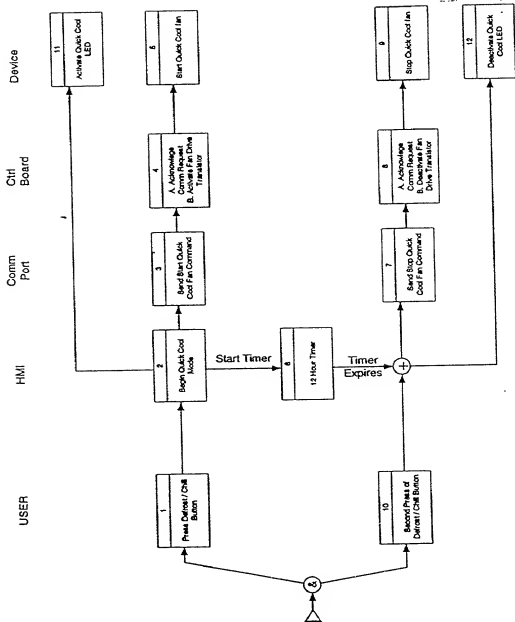 USER
HMI
Comm
Port
Ctrl
Board
Device
11
Activate Quick Cool
LED
1
Press Defrost / Chill
Button
2
Begin Quick Cool
Mode
3
Send Start Quick
Cool Fan Command
4
A. Acknowlege
Comm Request
B. Activate Fan Drive
Translator
5
Start Quick Cool fan
Start Timer
6
12 Hour Timer
Timer
Expires
&
+
10
Second Press of
Defrost / Chill Button
7
Send Stop Quick
Cool Fan Command
8
A. Acknowlege
Comm Request
B. Deactivate Fan
Drive Translator
9
Stop Quick Cool fan
12
Deactivate Quick
Cool LED